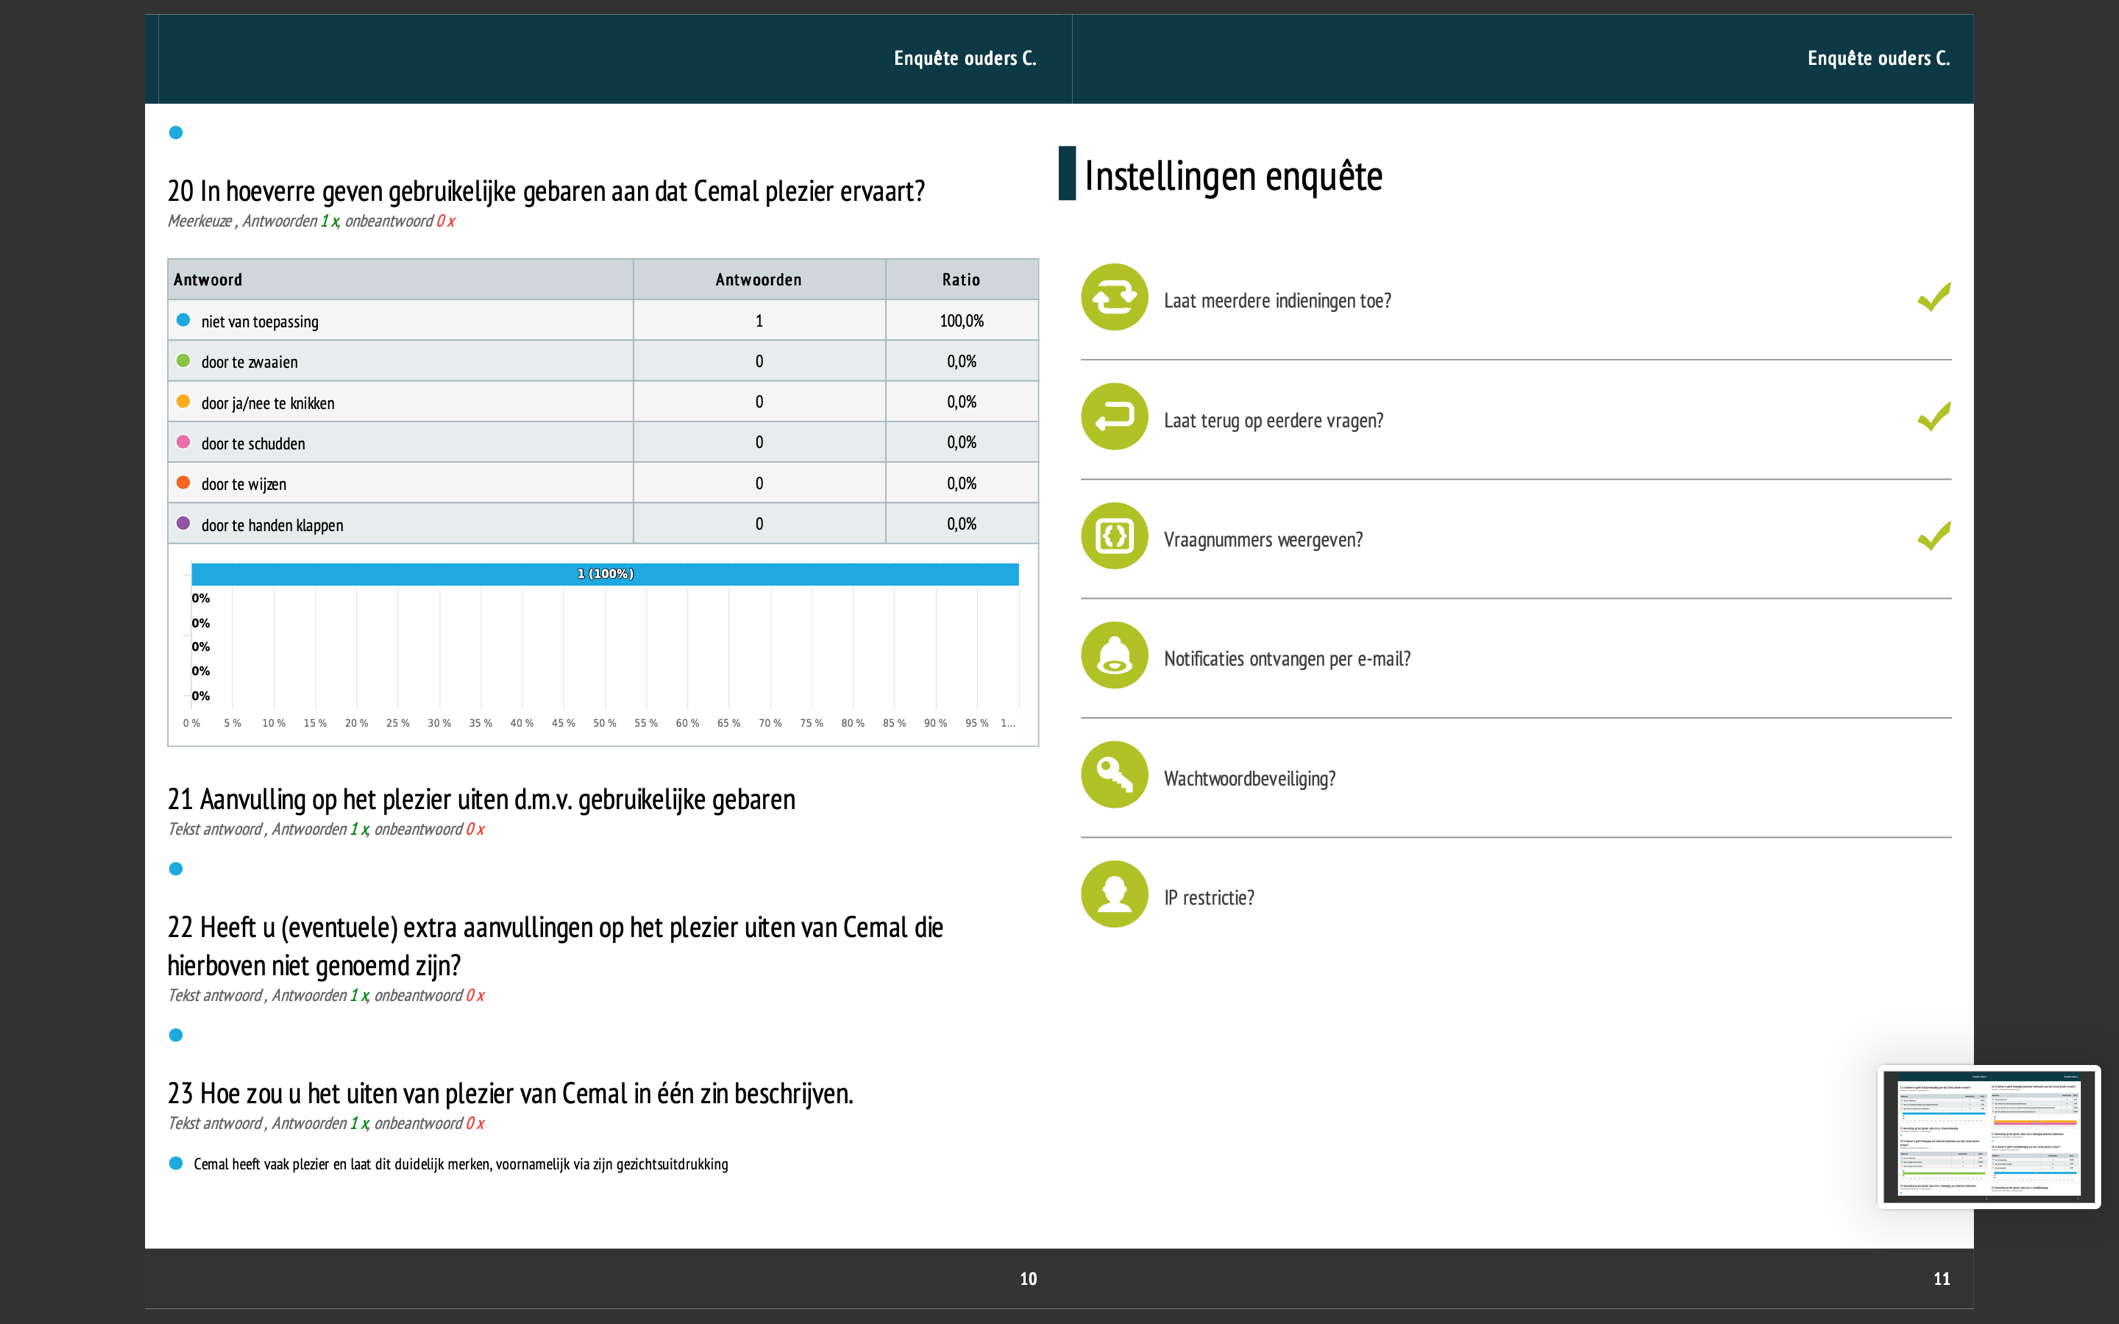 Enquête ouders C.
20 In hoeverre geven gebruikelijke gebaren aan dat Cemal plezier ervaart?
Meerkeuze , Antwoorden 1 x, onbeantwoord 0 x
Antwoord Antwoorden Ratio
niet van toepassing 1 100,0%
door te zwaaien 0 0,0%
door ja/nee te knikken 0 0,0%
door te schudden 0 0,0%
door te wijzen 0 0,0%
door te handen klappen 0 0,0%
1 (100%)
0%
0%
0%
0%
0%
0 % 5 % 10 % 15 % 20 % 25 % 30 % 35 % 40 % 45 % 50 % 55 % 60 % 65 % 70 % 75 % 80 % 85 % 90 % 95 % 1...
21 Aanvulling op het plezier uiten d.m.v. gebruikelijke gebaren
Tekst antwoord , Antwoorden 1 x, onbeantwoord 0 x
22 Heeft u (eventuele) extra aanvullingen op het plezier uiten van Cemal die
hierboven niet genoemd zijn?
Tekst antwoord , Antwoorden 1 x, onbeantwoord 0 x
23 Hoe zou u het uiten van plezier van Cemal in één zin beschrijven.
Tekst antwoord , Antwoorden 1 x, onbeantwoord 0 x
Cemal heeft vaak plezier en laat dit duidelijk merken, voornamelijk via zijn gezichtsuitdrukking
10
Enquête ouders C.
Instellingen enquête
Laat meerdere indieningen toe?
Laat terug op eerdere vragen?
Vraagnummers weergeven?
Notificaties ontvangen per e-mail?
Wachtwoordbeveiliging?
IP restrictie?
11